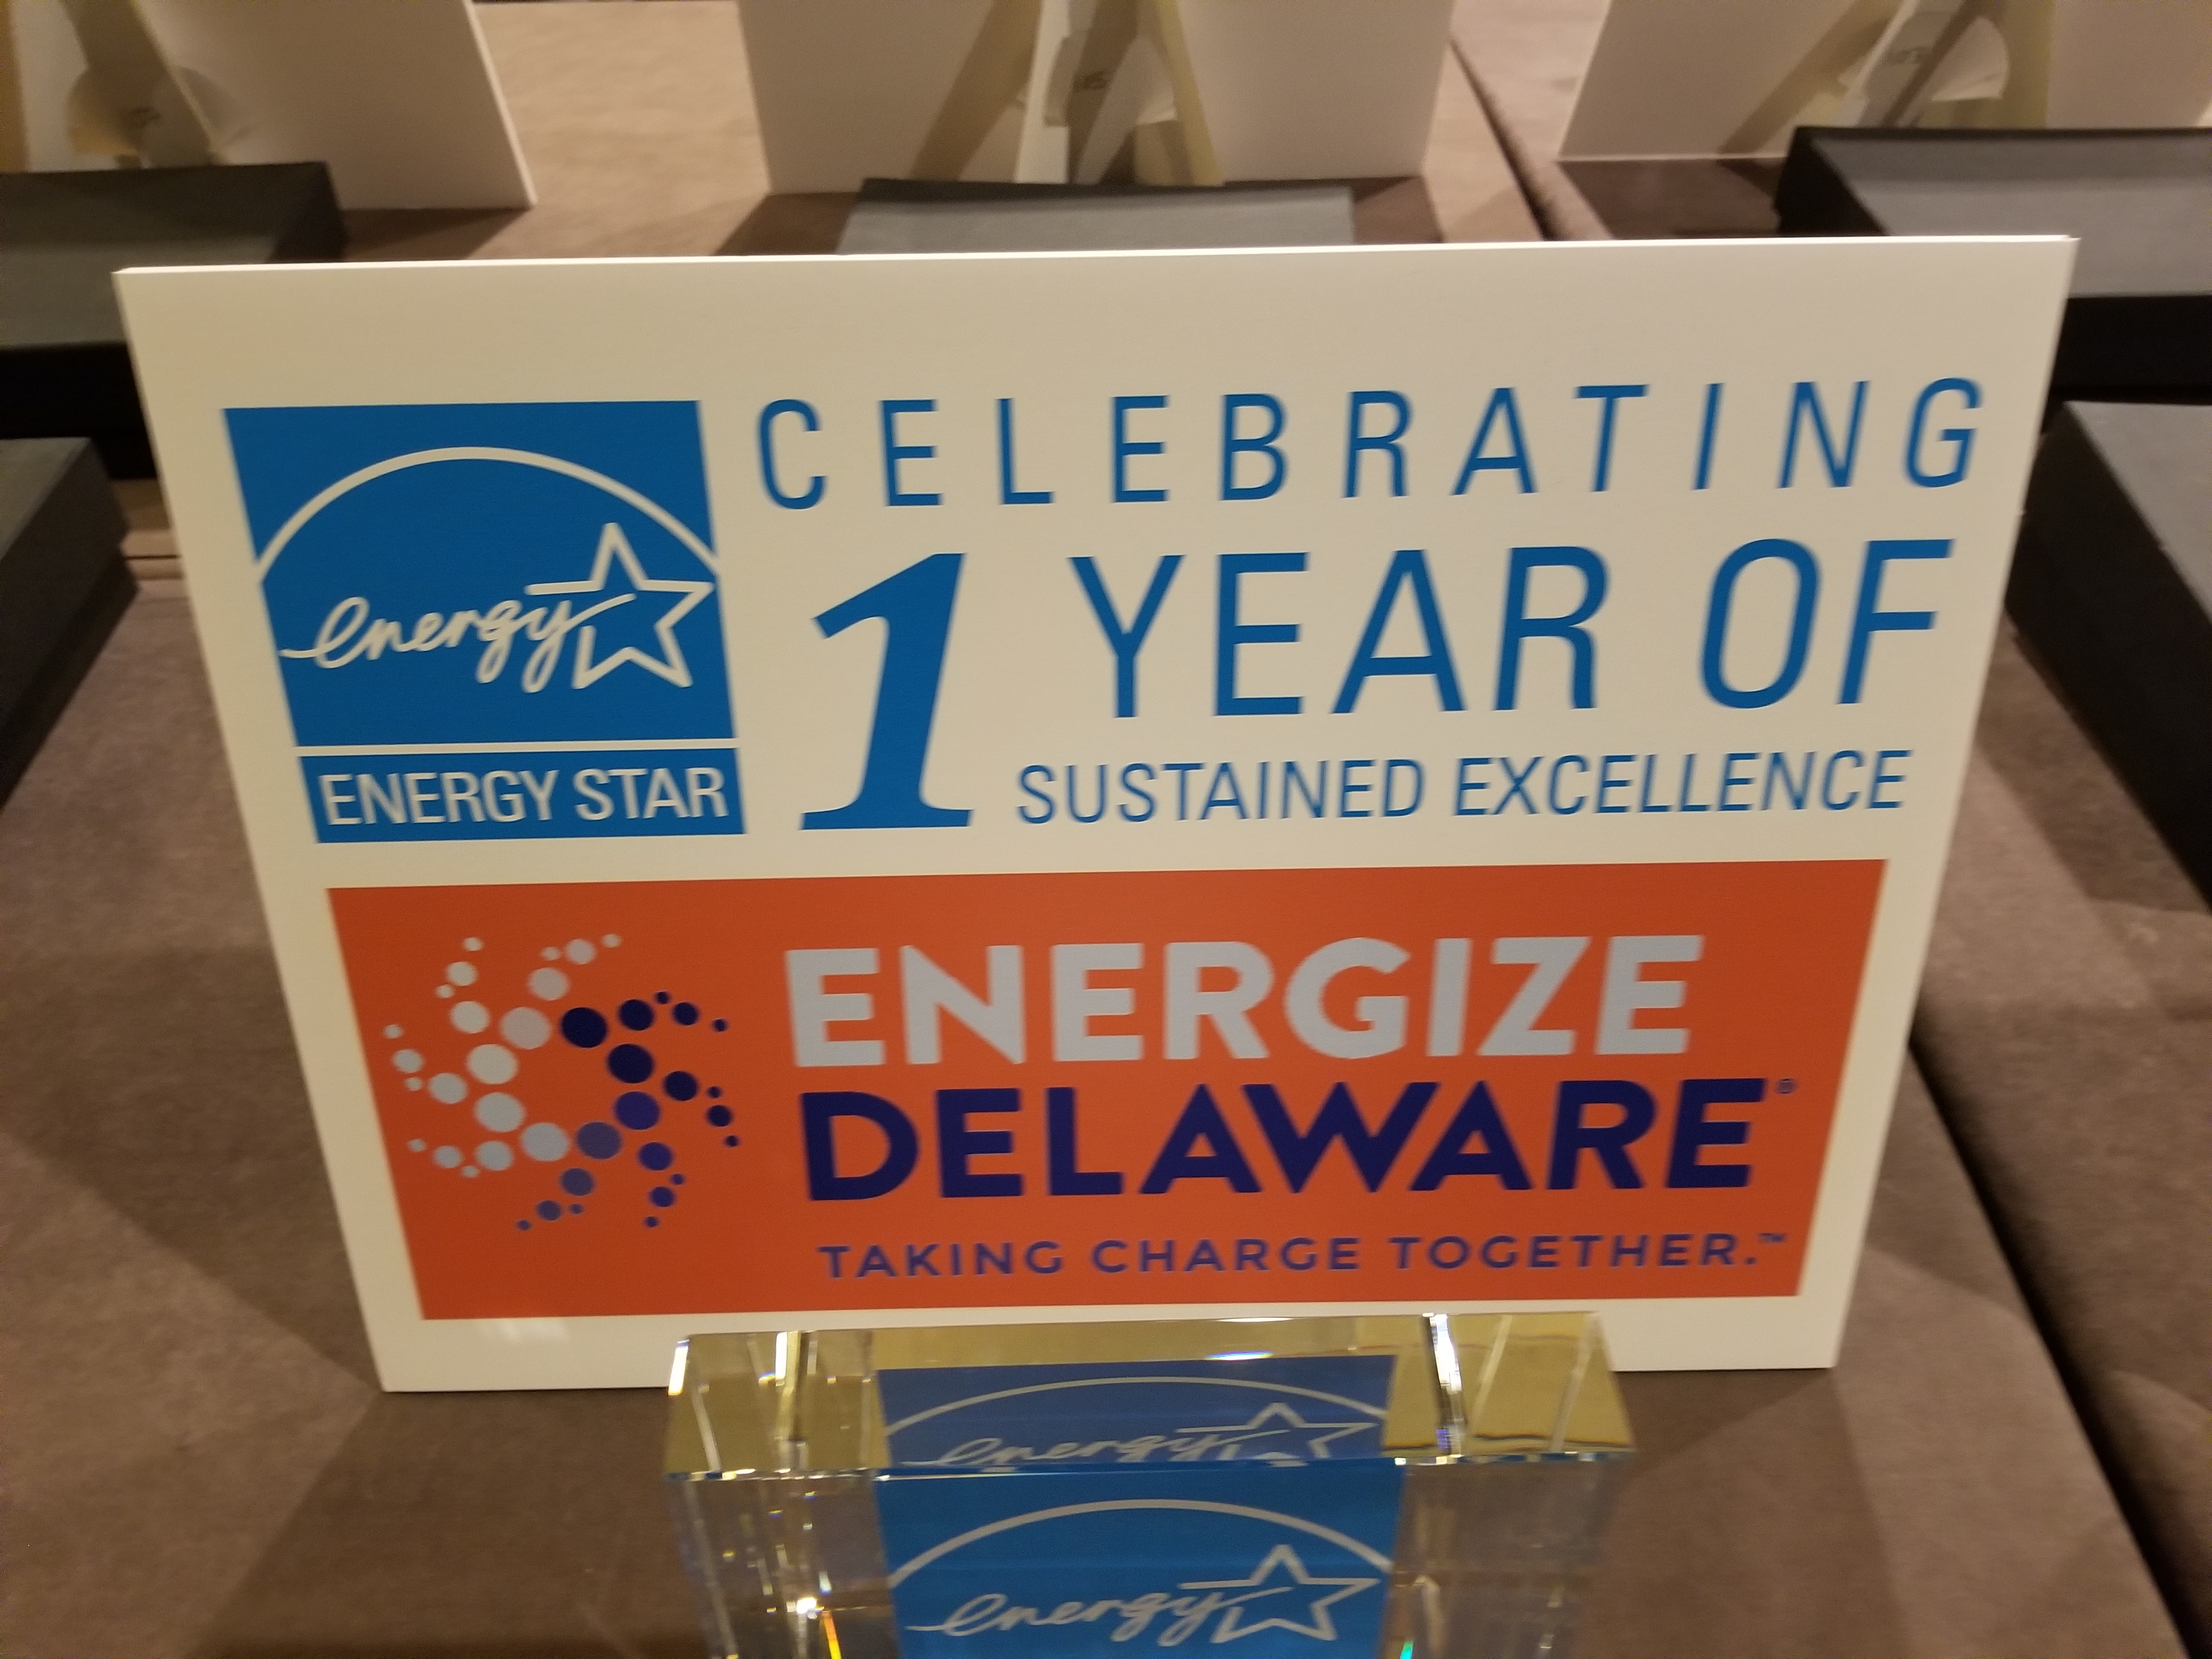 CELEBRATING
1 YEAR OF
SUSTAINED EXCELLENCE
energy
ENERGY STAR
ENERGIZE
DELAWARE®
TAKING CHARGE TOGETHER.™
energy
energy